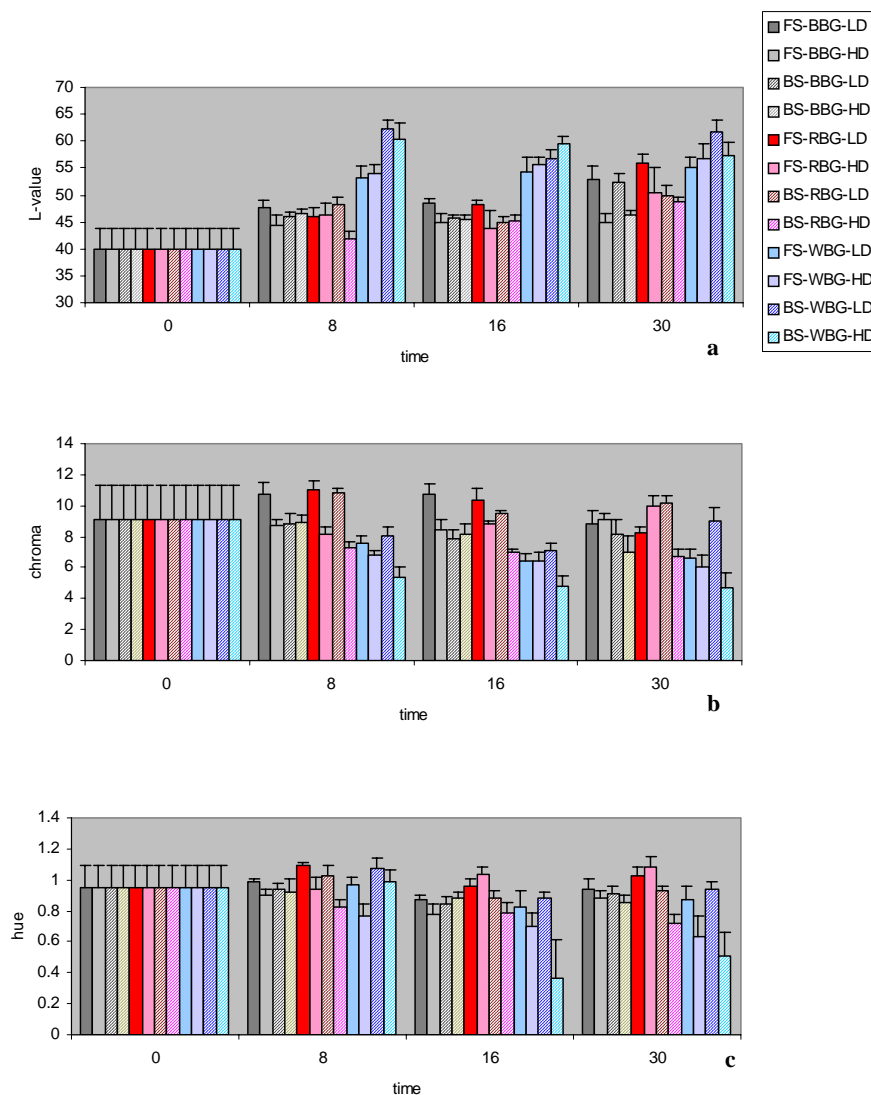 FS-BBG-LD
FS-BBG-HD
BS-BBG-LD
BS-BBG-HD
FS-RBG-LD
FS-RBG-HD
BS-RBG-LD
BS-RBG-HD
FS-WBG-LD
FS-WBG-HD
BS-WBG-LD
BS-WBG-HD
70
65
60
55
50
45
40
35
30
L-value
0 8 16 30
time
a
14
12
10
8
6
4
2
0
chroma
0 8 16 30
time
b
1.4
1.2
1
0.8
0.6
0.4
0.2
0
hue
0 8 16 30
time
c